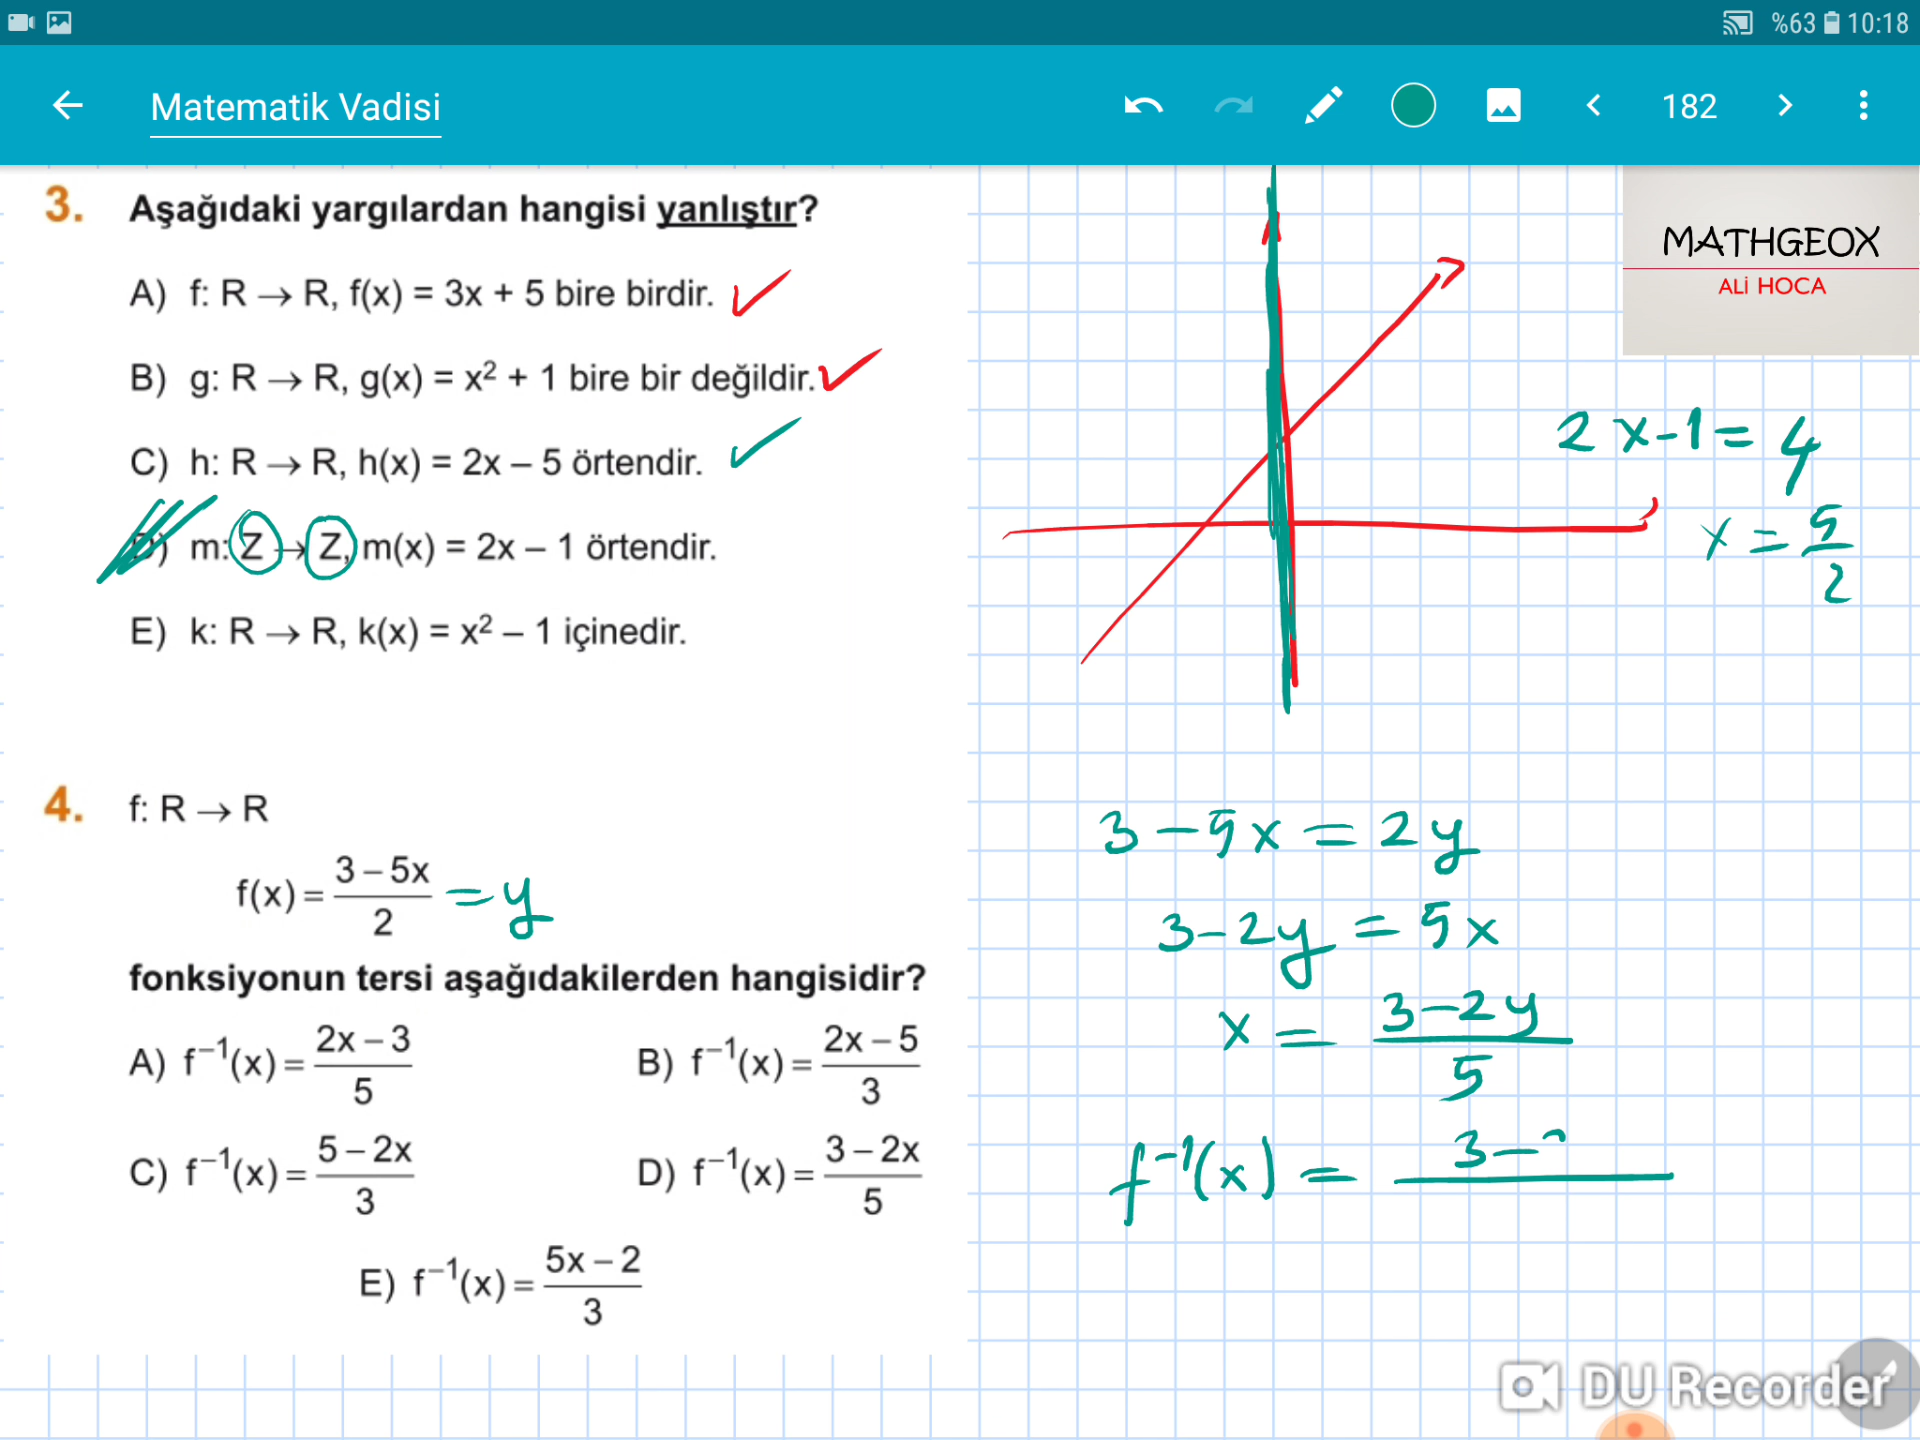 %63 10:18
Matematik Vadisi
182
MATHGEOX
ALİ HOCA
3. Aşağıdaki yargılardan hangisi yanlıştır?
A) f: R → R, f(x) = 3x + 5 bire birdir.
B) g: R → R, g(x) = x² + 1 bire bir değildir.
C) h: R → R, h(x) = 2x – 5 örtendir.
D) m: Z → Z, m(x) = 2x – 1 örtendir.
E) k: R → R, k(x) = x² – 1 içinedir.
2x-1=4
x = 5/2
4. f: R → R
f(x) = (3 – 5x)/2 = y
fonksiyonun tersi aşağıdakilerden hangisidir?
A) f⁻¹(x) = (2x – 3)/5
B) f⁻¹(x) = (2x – 5)/3
C) f⁻¹(x) = (5 – 2x)/3
D) f⁻¹(x) = (3 – 2x)/5
E) f⁻¹(x) = (5x – 2)/3
3-5x = 2y
3-2y = 5x
x = (3-2y)/5
f⁻¹(x) = 3-
DU Recorder